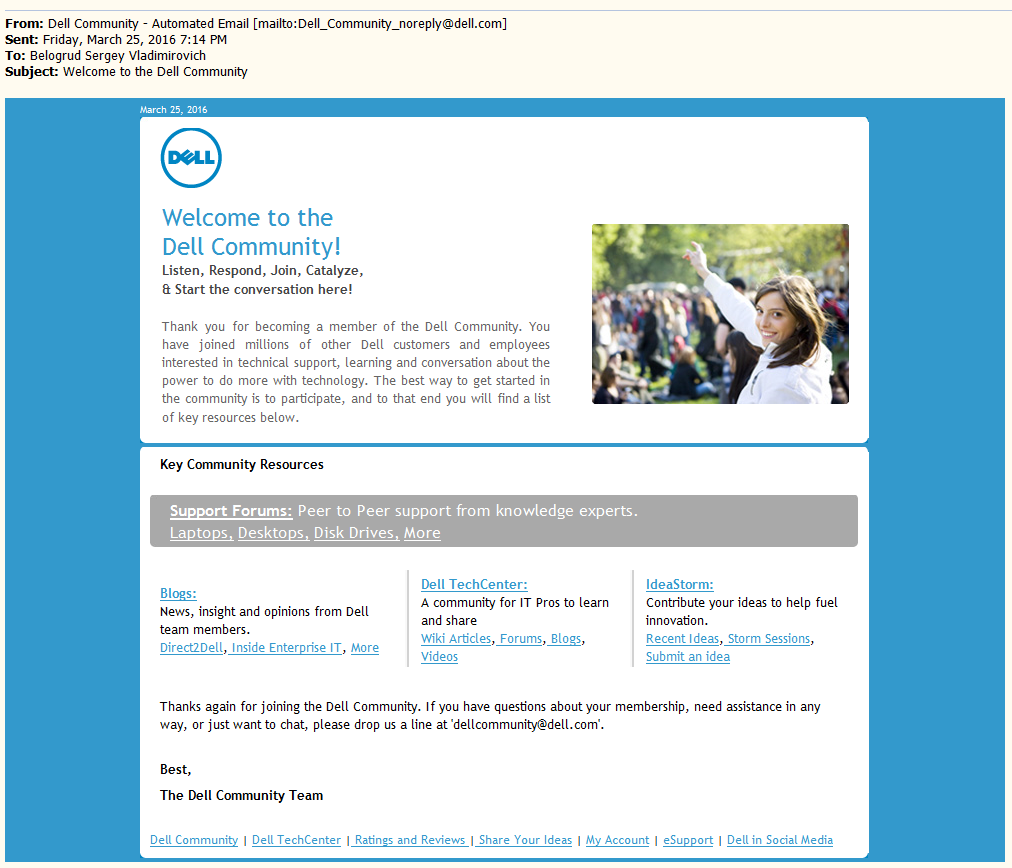 From: Dell Community - Automated Email [mailto:Dell_Community_noreply@dell.com]
Sent: Friday, March 25, 2016 7:14 PM
To: Belogrud Sergey Vladimirovich
Subject: Welcome to the Dell Community
March 25, 2016
DELL
Welcome to the
Dell Community!
Listen, Respond, Join, Catalyze,
& Start the conversation here!
Thank you for becoming a member of the Dell Community. You
have joined millions of other Dell customers and employees
interested in technical support, learning and conversation about the
power to do more with technology. The best way to get started in
the community is to participate, and to that end you will find a list
of key resources below.
Key Community Resources
Support Forums: Peer to Peer support from knowledge experts.
Laptops, Desktops, Disk Drives, More
Blogs:
News, insight and opinions from Dell
team members.
Direct2Dell, Inside Enterprise IT, More
Dell TechCenter:
A community for IT Pros to learn
and share
Wiki Articles, Forums, Blogs,
Videos
IdeaStorm:
Contribute your ideas to help fuel
innovation.
Recent Ideas, Storm Sessions,
Submit an idea
Thanks again for joining the Dell Community. If you have questions about your membership, need assistance in any
way, or just want to chat, please drop us a line at 'dellcommunity@dell.com'.
Best,
The Dell Community Team
Dell Community | Dell TechCenter | Ratings and Reviews | Share Your Ideas | My Account | eSupport | Dell in Social Media